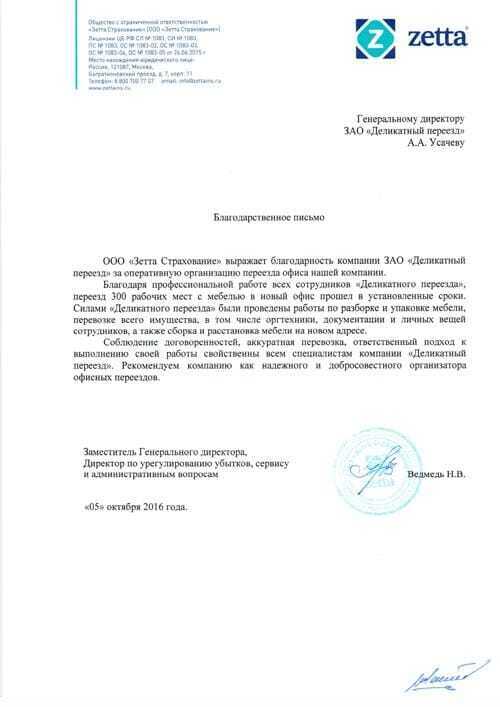 Общество с ограниченной ответственностью
«Зетта Страхование» (ООО «Зетта Страхование»)
Лицензии ЦБ РФ СЛ № 1083, СИ № 1083,
ПС № 1083, ОС № 1083-02, ОС № 1083-03,
ОС № 1083-04, ОС № 1083-05 от
Место нахождения юридического лица:
Россия, 121087, Москва,
Багратионовский проезд, д. 7, корп. 11
Телефон: 8 800 700 77 07 email: info@zettains.ru
www.zettains.ru
zetta
Генеральному директору
ЗАО «Деликатный переезд»
А.А. Усачеву
Благодарственное письмо
ООО «Зетта Страхование» выражает благодарность компании ЗАО «Деликатный
переезд» за оперативную организацию переезда офиса нашей компании.
Благодаря профессиональной работе всех сотрудников «Деликатного переезда»,
переезд 300 рабочих мест с мебелью в новый офис прошел в установленные сроки.
Силами «Деликатного переезда» были проведены работы по разборке и упаковке мебели,
перевозке всего имущества, в том числе оргтехники, документации и личных вещей
сотрудников, а также сборка и расстановка мебели на новом адресе.
Соблюдение договоренностей, аккуратная перевозка, ответственный подход к
выполнению своей работы свойственны всем специалистам компании «Деликатный
переезд». Рекомендуем компанию как надежного и добросовестного организатора
офисных переездов.
Заместитель Генерального директора,
Директор по урегулированию убытков, сервису
и административным вопросам
Ведмедь Н.В.
«05» октября 2016 года.